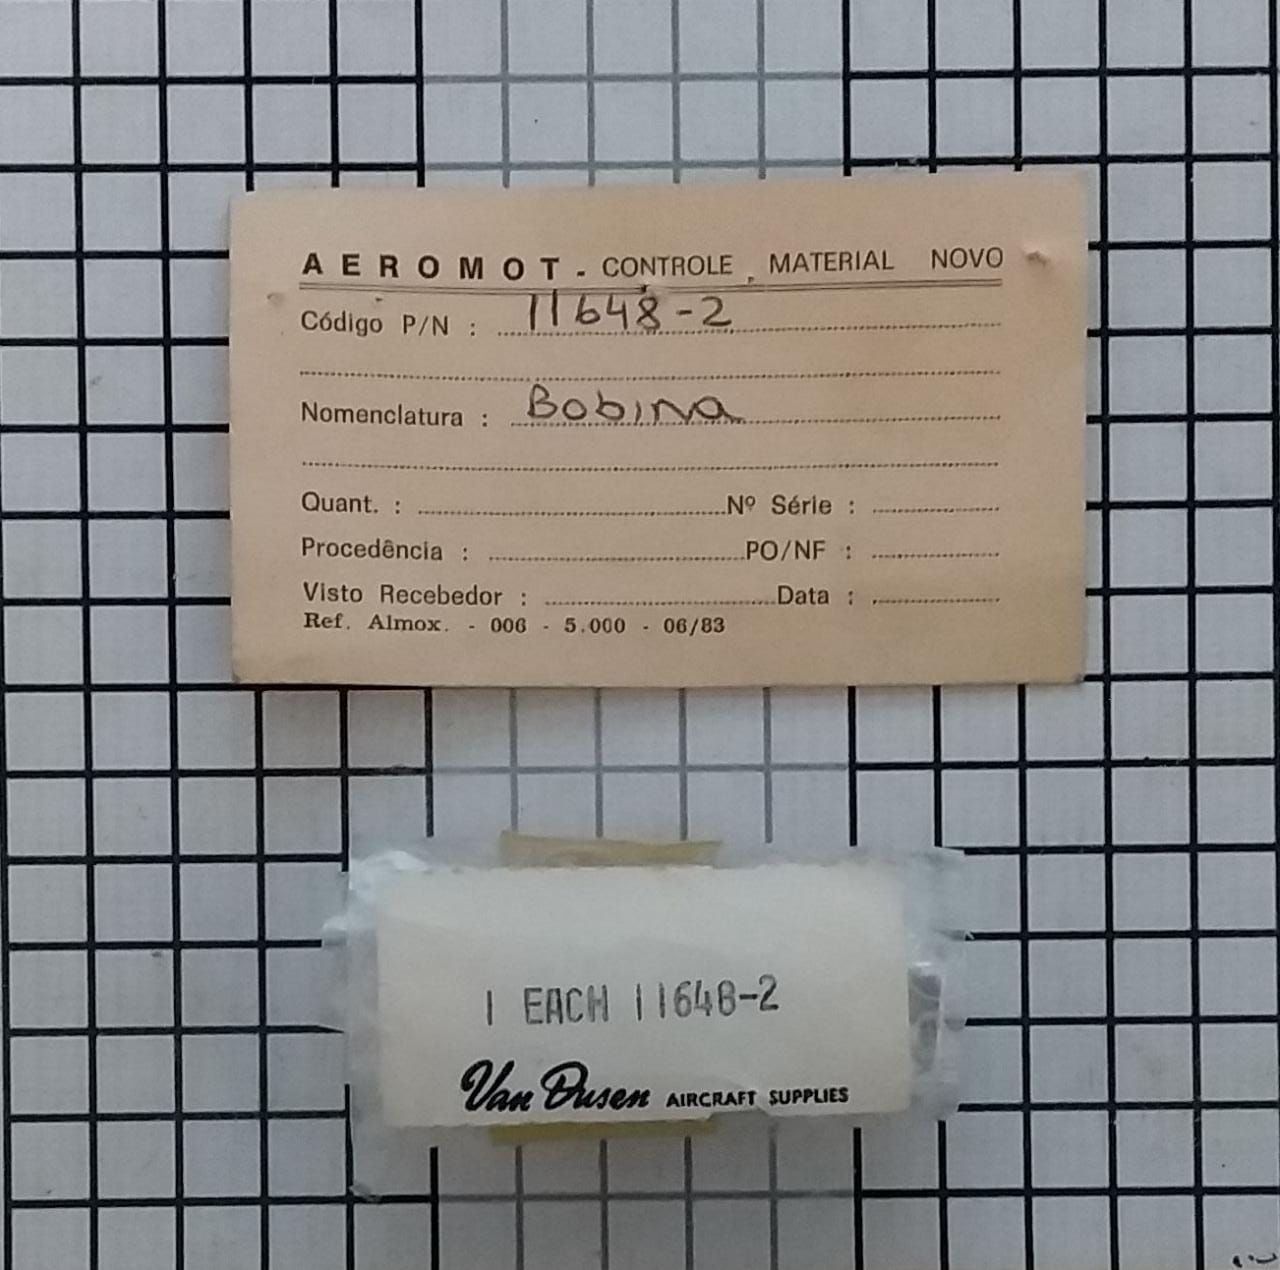 AEROMOT - CONTROLE MATERIAL NOVO
Código P/N : 11648-2
Nomenclatura : Bobina
Quant. : Nº Série :
Procedência : PO/NF :
Visto Recebedor : Data :
Ref. Almox. - 006 - 5.000 - 06/83
1 EACH 11648-2
Van Dusen AIRCRAFT SUPPLIES